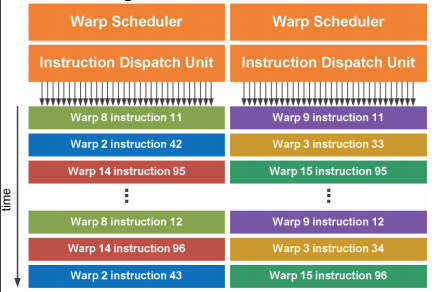 Warp Scheduler
Warp Scheduler
Instruction Dispatch Unit
Instruction Dispatch Unit
Warp 8 instruction 11
Warp 9 instruction 11
Warp 2 instruction 42
Warp 3 instruction 33
Warp 14 instruction 95
Warp 15 instruction 95
Warp 8 instruction 12
Warp 9 instruction 12
Warp 14 instruction 96
Warp 3 instruction 34
Warp 2 instruction 43
Warp 15 instruction 96
time